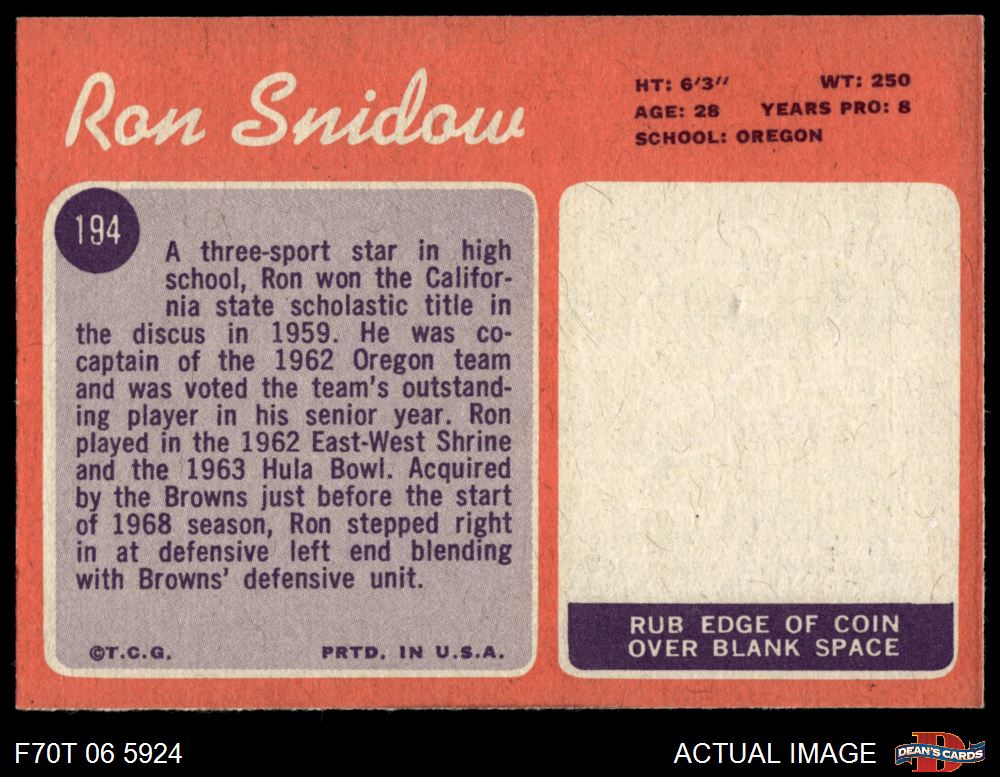 Ron Snidow
HT: 6'3" WT: 250
AGE: 28 YEARS PRO: 8
SCHOOL: OREGON
194
A three-sport star in high
school, Ron won the Califor-
nia state scholastic title in
the discus in 1959. He was co-
captain of the 1962 Oregon team
and was voted the team's outstand-
ing player in his senior year. Ron
played in the 1962 East-West Shrine
and the 1963 Hula Bowl. Acquired
by the Browns just before the start
of 1968 season, Ron stepped right
in at defensive left end blending
with Browns' defensive unit.
©T.C.G. PRTD. IN U.S.A.
RUB EDGE OF COIN
OVER BLANK SPACE
F70T 06 5924
ACTUAL IMAGE
D
DEAN'S CARDS